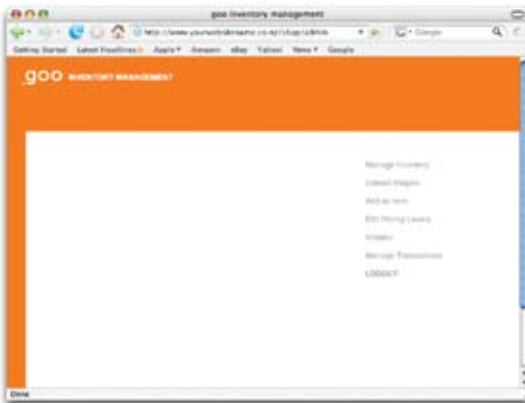 goo inventory management
Google
Getting Started Latest Headlines Apple Amazon eBay Yahoo! News Google
goo INVENTORY MANAGEMENT
Manage Inventory
Upload Images
Add an Item
Edit Pricing Levels
Manage Transactions
LOGOUT
Done